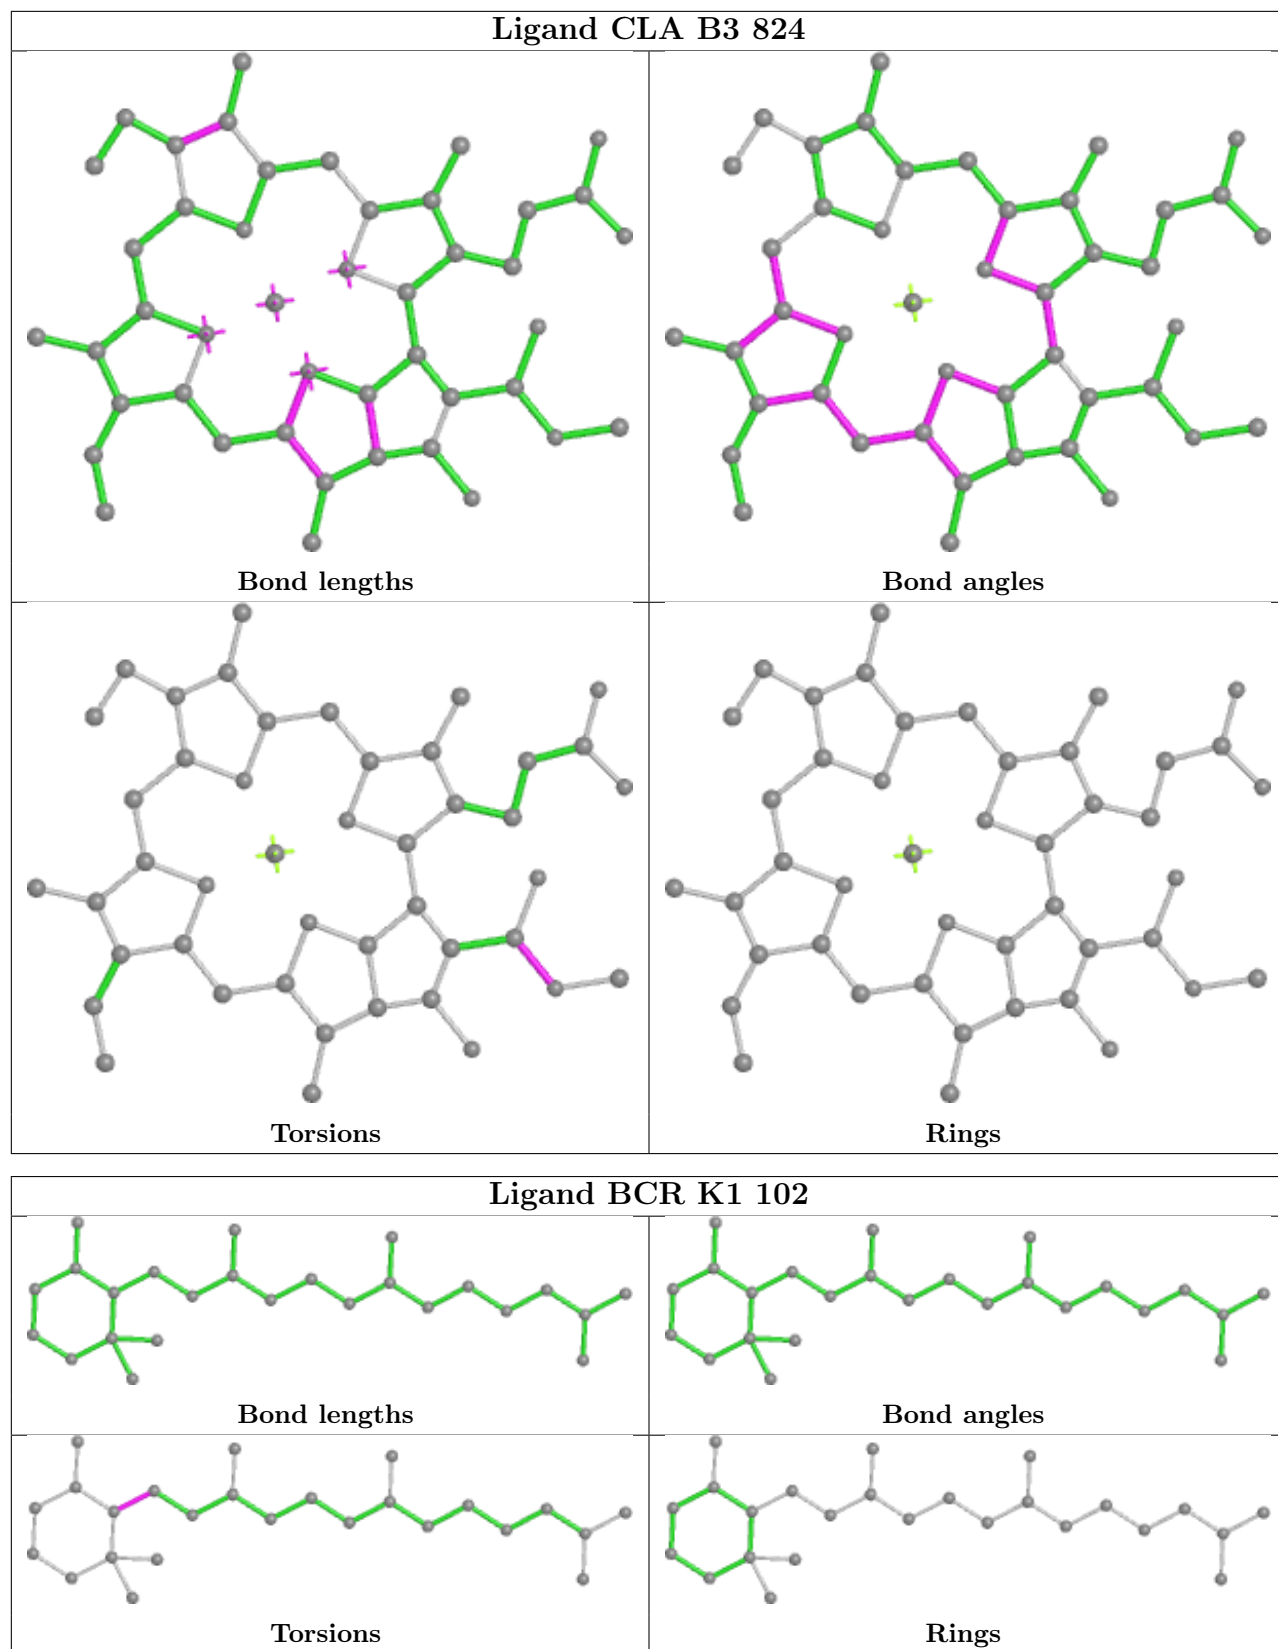 Ligand CLA B3 824
Bond lengths
Bond angles
Torsions
Rings
Ligand BCR K1 102
Bond lengths
Bond angles
Torsions
Rings